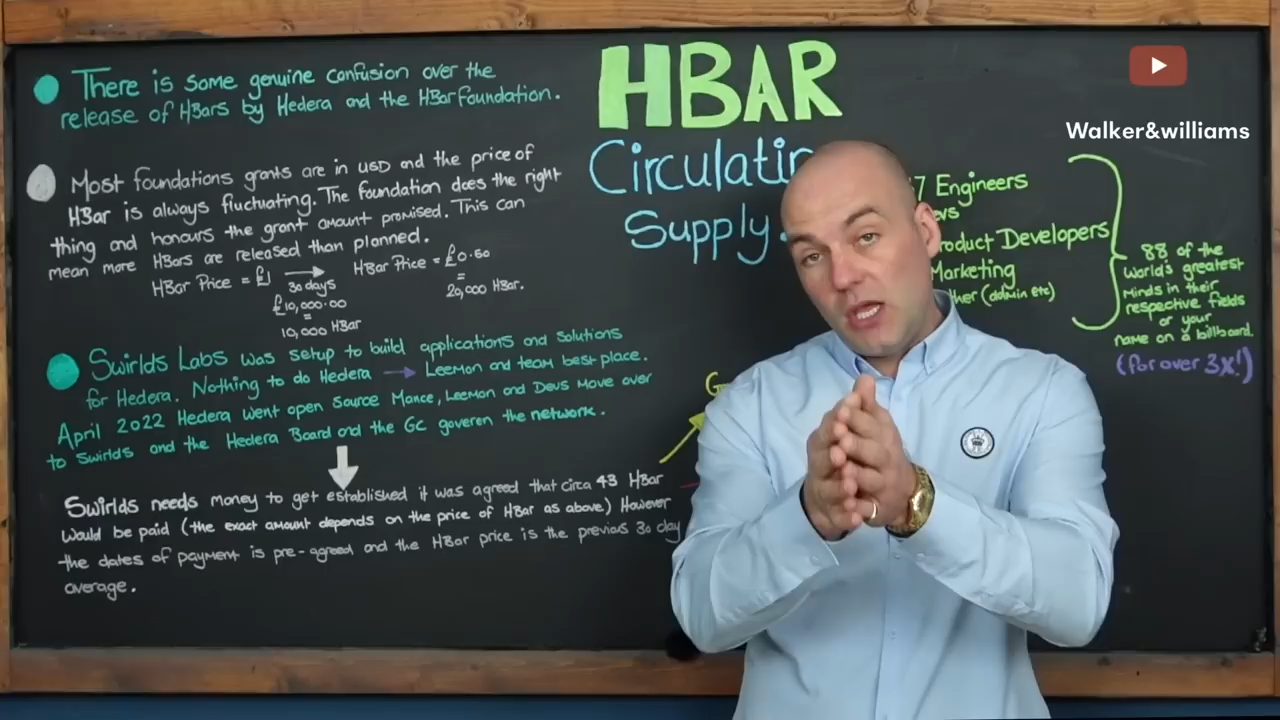 There is some genuine confusion over the
release of HBars by Hedera and the HBar Foundation.
Most foundations grants are in USD and the price of
HBar is always fluctuating. The foundation does the right
thing and honours the grant amount promised. This can
mean more HBars are released than planned.
HBar Price = £1
30 days
£10,000.00
=
10,000 HBar
HBar Price = £0.50
=
20,000 HBar.
Swirlds Labs was setup to build applications and solutions
for Hedera. Nothing to do Hedera → Leemon and team best place.
April 2022 Hedera went open source Mance, Leemon and Devs Move over
to Swirlds and the Hedera Board and the GC goveren the network.
Swirlds needs money to get established it was agreed that circa 43 HBar
would be paid (the exact amount depends on the price of HBar as above) However
the dates of payment is pre-agreed and the HBar price is the previous 30 day
average.
HBAR
Circulatin
Supply.
Walker&williams
7 Engineers
evs
roduct Developers
Marketing
ther (admin etc)
88 of the
world's greatest
minds in their
respective fields
or your
name on a billboard.
(for over 3x!)
G